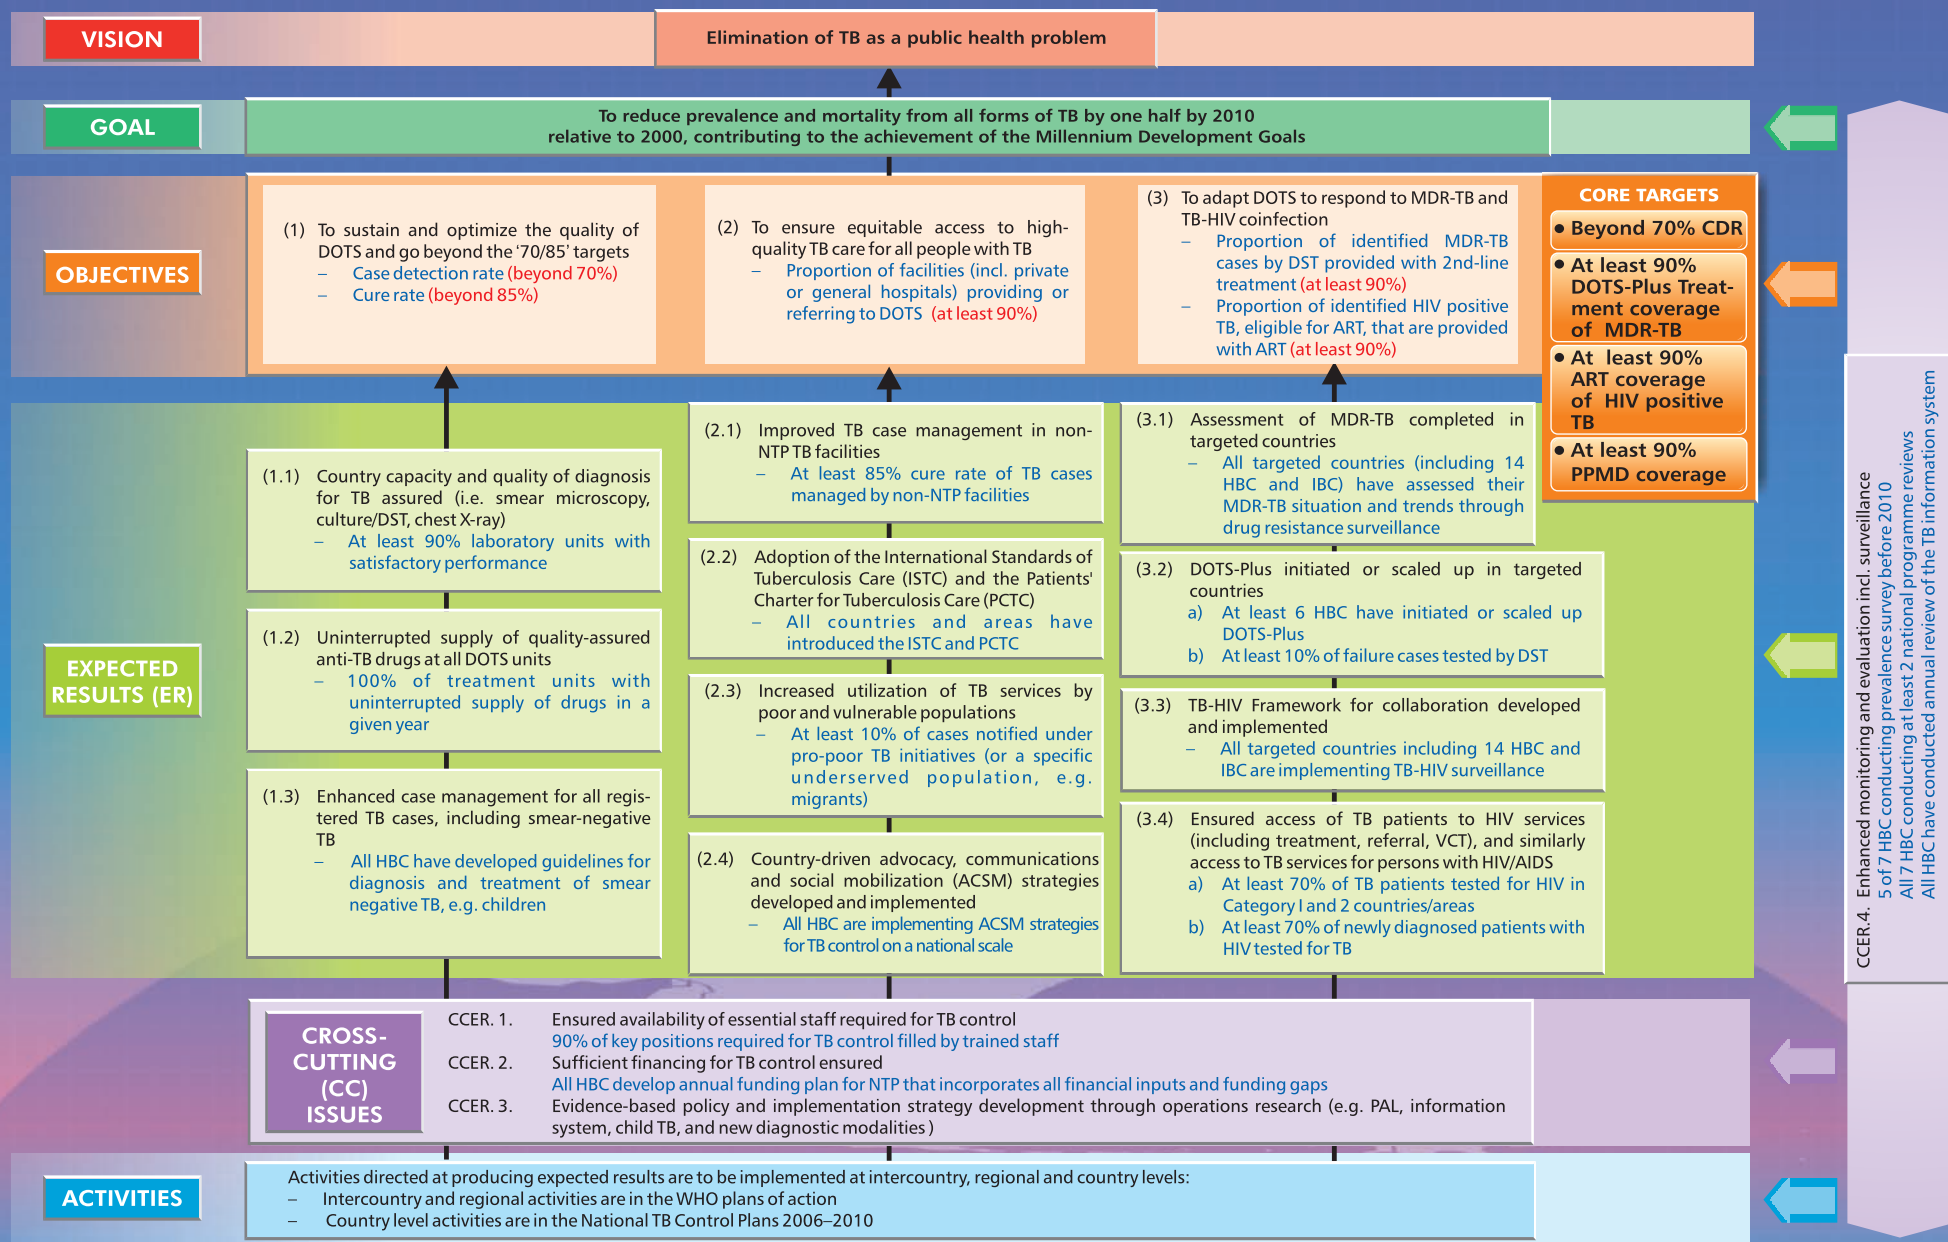 VISION
Elimination of TB as a public health problem
GOAL
To reduce prevalence and mortality from all forms of TB by one half by 2010
relative to 2000, contributing to the achievement of the Millennium Development Goals
OBJECTIVES
(1) To sustain and optimize the quality of
DOTS and go beyond the ‘70/85’ targets
– Case detection rate (beyond 70%)
– Cure rate (beyond 85%)
(2) To ensure equitable access to high-
quality TB care for all people with TB
– Proportion of facilities (incl. private
or general hospitals) providing or
referring to DOTS (at least 90%)
(3) To adapt DOTS to respond to MDR-TB and
TB-HIV coinfection
– Proportion of identified MDR-TB
cases by DST provided with 2nd-line
treatment (at least 90%)
– Proportion of identified HIV positive
TB, eligible for ART, that are provided
with ART (at least 90%)
CORE TARGETS
• Beyond 70% CDR
• At least 90%
DOTS-Plus Treat-
ment coverage
of MDR-TB
• At least 90%
ART coverage
of HIV positive
TB
• At least 90%
PPMD coverage
EXPECTED
RESULTS (ER)
(1.1) Country capacity and quality of diagnosis
for TB assured (i.e. smear microscopy,
culture/DST, chest X-ray)
– At least 90% laboratory units with
satisfactory performance
(1.2) Uninterrupted supply of quality-assured
anti-TB drugs at all DOTS units
– 100% of treatment units with
uninterrupted supply of drugs in a
given year
(1.3) Enhanced case management for all regis-
tered TB cases, including smear-negative
TB
– All HBC have developed guidelines for
diagnosis and treatment of smear
negative TB, e.g. children
(2.1) Improved TB case management in non-
NTP TB facilities
– At least 85% cure rate of TB cases
managed by non-NTP facilities
(2.2) Adoption of the International Standards of
Tuberculosis Care (ISTC) and the Patients'
Charter for Tuberculosis Care (PCTC)
– All countries and areas have
introduced the ISTC and PCTC
(2.3) Increased utilization of TB services by
poor and vulnerable populations
– At least 10% of cases notified under
pro-poor TB initiatives (or a specific
underserved population, e.g.
migrants)
(2.4) Country-driven advocacy, communications
and social mobilization (ACSM) strategies
developed and implemented
– All HBC are implementing ACSM strategies
for TB control on a national scale
(3.1) Assessment of MDR-TB completed in
targeted countries
– All targeted countries (including 14
HBC and IBC) have assessed their
MDR-TB situation and trends through
drug resistance surveillance
(3.2) DOTS-Plus initiated or scaled up in targeted
countries
a) At least 6 HBC have initiated or scaled up
DOTS-Plus
b) At least 10% of failure cases tested by DST
(3.3) TB-HIV Framework for collaboration developed
and implemented
– All targeted countries including 14 HBC and
IBC are implementing TB-HIV surveillance
(3.4) Ensured access of TB patients to HIV services
(including treatment, referral, VCT), and similarly
access to TB services for persons with HIV/AIDS
a) At least 70% of TB patients tested for HIV in
Category I and 2 countries/areas
b) At least 70% of newly diagnosed patients with
HIV tested for TB
CROSS-
CUTTING
(CC)
ISSUES
CCER. 1. Ensured availability of essential staff required for TB control
90% of key positions required for TB control filled by trained staff
CCER. 2. Sufficient financing for TB control ensured
All HBC develop annual funding plan for NTP that incorporates all financial inputs and funding gaps
CCER. 3. Evidence-based policy and implementation strategy development through operations research (e.g. PAL, information
system, child TB, and new diagnostic modalities )
ACTIVITIES
Activities directed at producing expected results are to be implemented at intercountry, regional and country levels:
– Intercountry and regional activities are in the WHO plans of action
– Country level activities are in the National TB Control Plans 2006–2010
CCER.4. Enhanced monitoring and evaluation incl. surveillance
5 of 7 HBC conducting prevalence survey before 2010
All 7 HBC conducting at least 2 national programme reviews
All HBC have conducted annual review of the TB information system